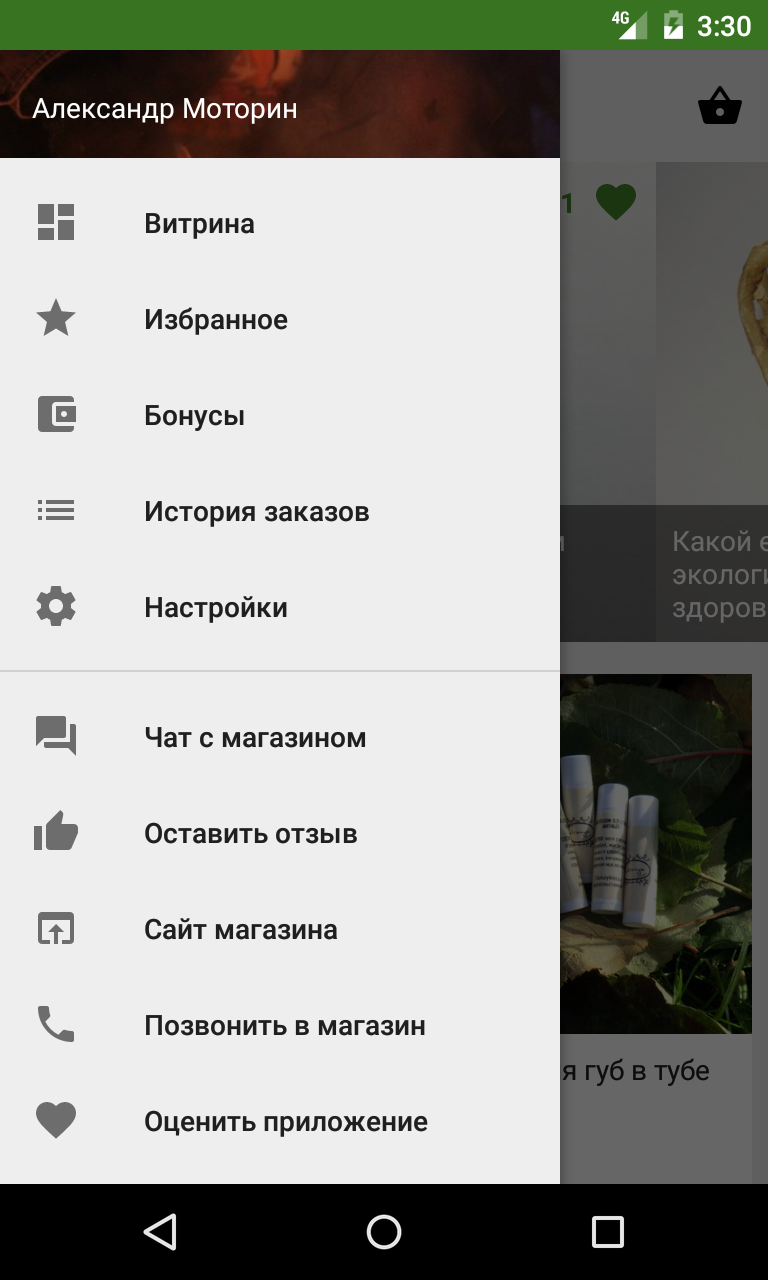 4G 3:30
Александр Моторин
1
Витрина
Избранное
Бонусы
История заказов
Какой
эколог
здоров
Настройки
Чат с магазином
Оставить отзыв
Сайт магазина
Позвонить в магазин
я губ в тубе
Оценить приложение